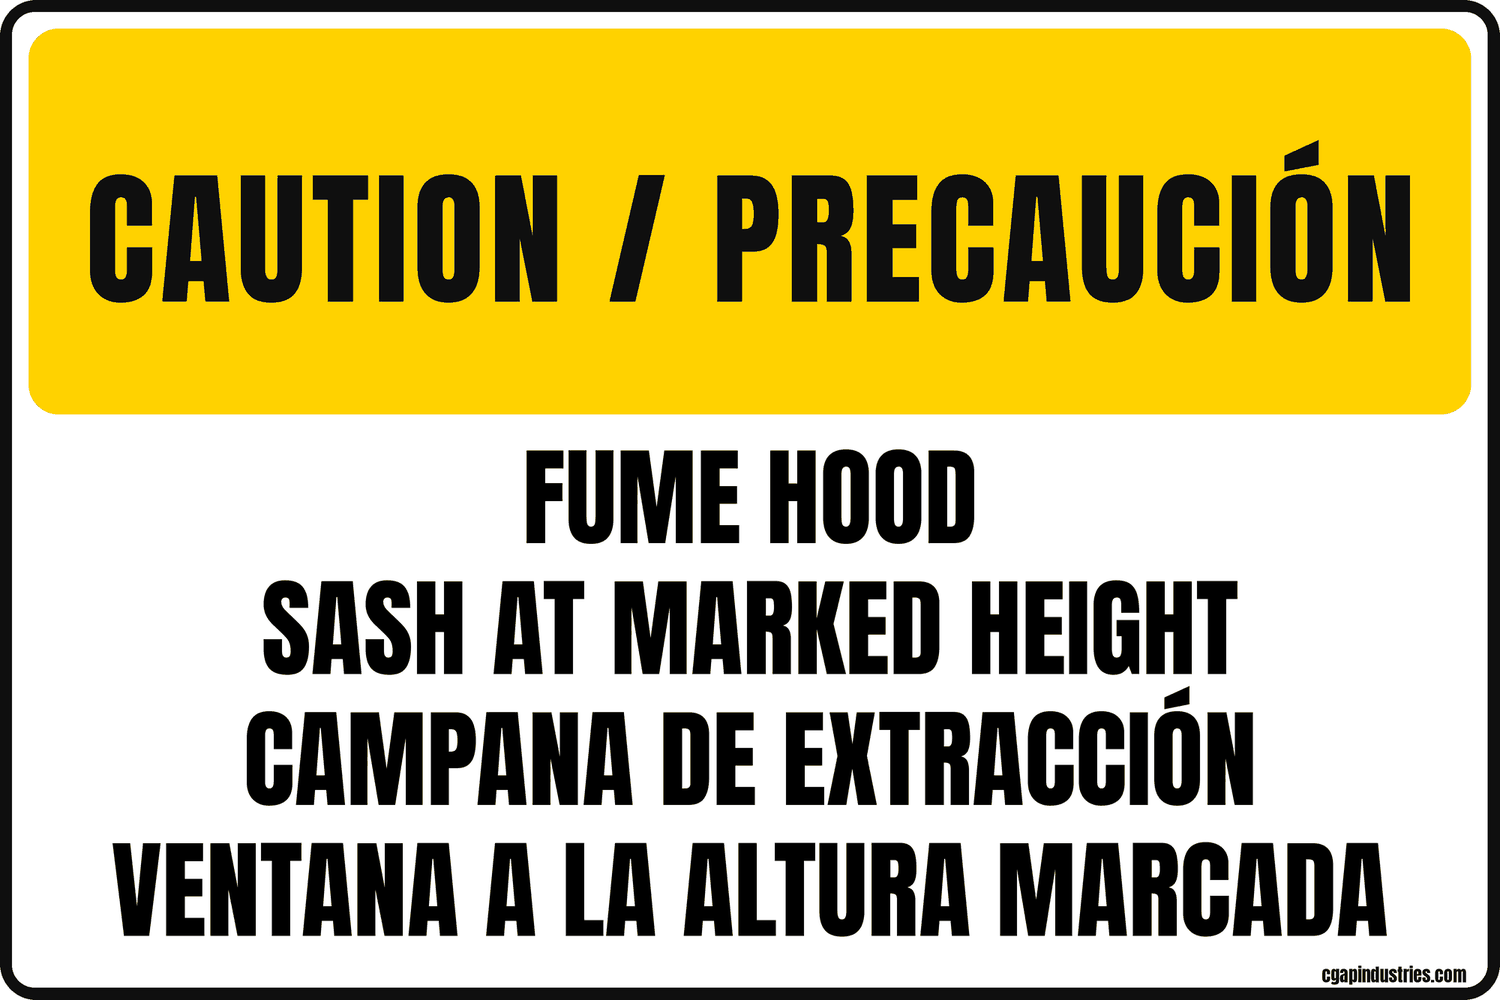 CAUTION / PRECAUCIÓN
FUME HOOD
SASH AT MARKED HEIGHT
CAMPANA DE EXTRACCIÓN
VENTANA A LA ALTURA MARCADA
cgapindustries.com